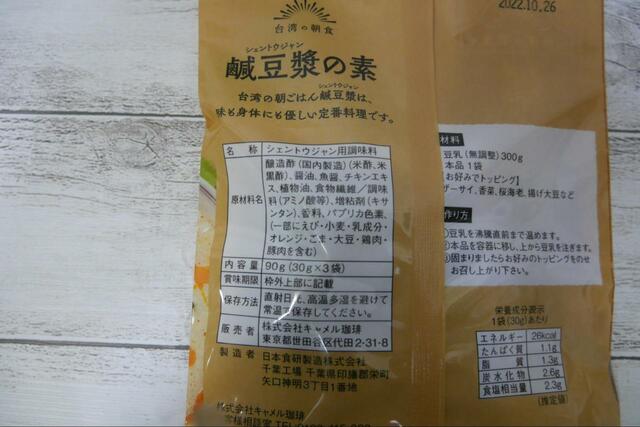 台湾の朝食
シェントウジャン
鹹豆漿の素
シェントウジャン
台湾の朝ごはん鹹豆漿は、
味も身体にも優しい定番料理です。
名 称 シェントウジャン用調味料
原材料名 醸造酢(国内製造)(米酢、米
黒酢)、醤油、魚醤、チキンエキ
ス、植物油、食物繊維/調味
料(アミノ酸等)、増粘剤(キサ
ンタン)、香料、パプリカ色素、
(一部にえび・小麦・乳成分・
オレンジ・ごま・大豆・鶏肉・
豚肉を含む)
内 容 量 90g(30g×3袋)
賞味期限 枠外上部に記載
保存方法 直射日光、高温多湿を避けて
常温で保存してください。
販 売 者 株式会社キャメル珈琲
東京都世田谷区代田2-31-8
製 造 者 日本食研製造株式会社
千葉工場 千葉県印旛郡栄町
矢口神明3丁目1番地
株式会社キャメル珈琲
2022.10.26
材料
豆乳(無調整)300g
本品 1袋
お好みでトッピング
ザーサイ、香菜、桜海老、揚げ大豆など
作り方
豆乳を沸騰直前まで温めます。
②本品を容器に移し、上から豆乳を注ぎます。
③固まりましたらお好みのトッピングをのせ
お召し上がり下さい。
栄養成分表示
1袋(30g)あたり
エネルギー 26kcal
たんぱく質 1.1g
脂 質 1.3g
炭水化物 2.6g
食塩相当量 2.3g
(推定値)